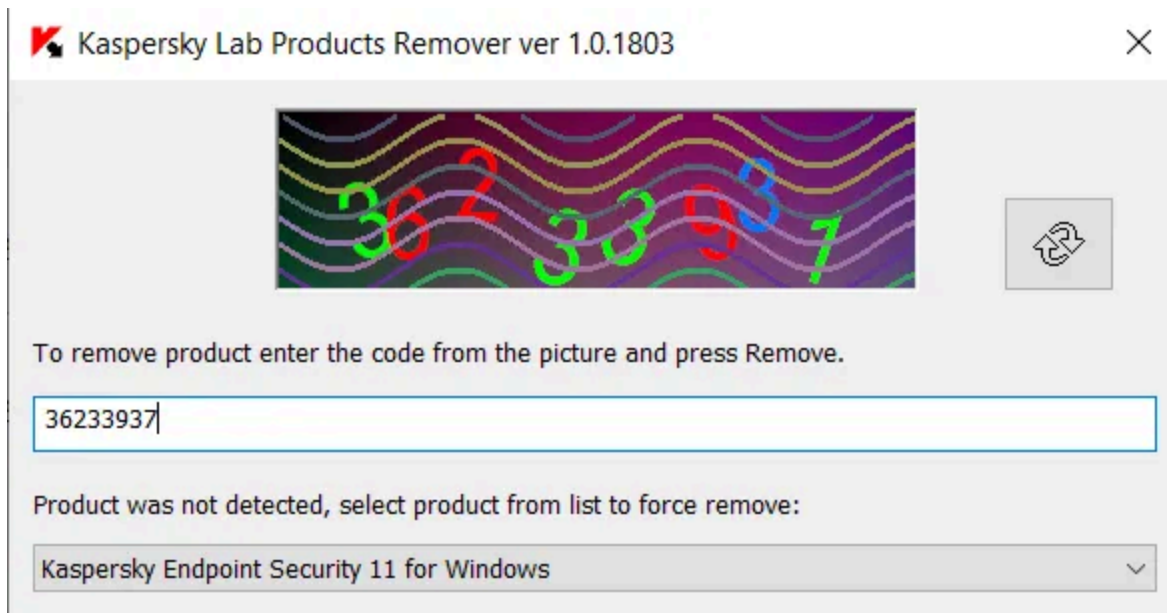 Kaspersky Lab Products Remover ver 1.0.1803
36233937
To remove product enter the code from the picture and press Remove.
36233937
Product was not detected, select product from list to force remove:
Kaspersky Endpoint Security 11 for Windows